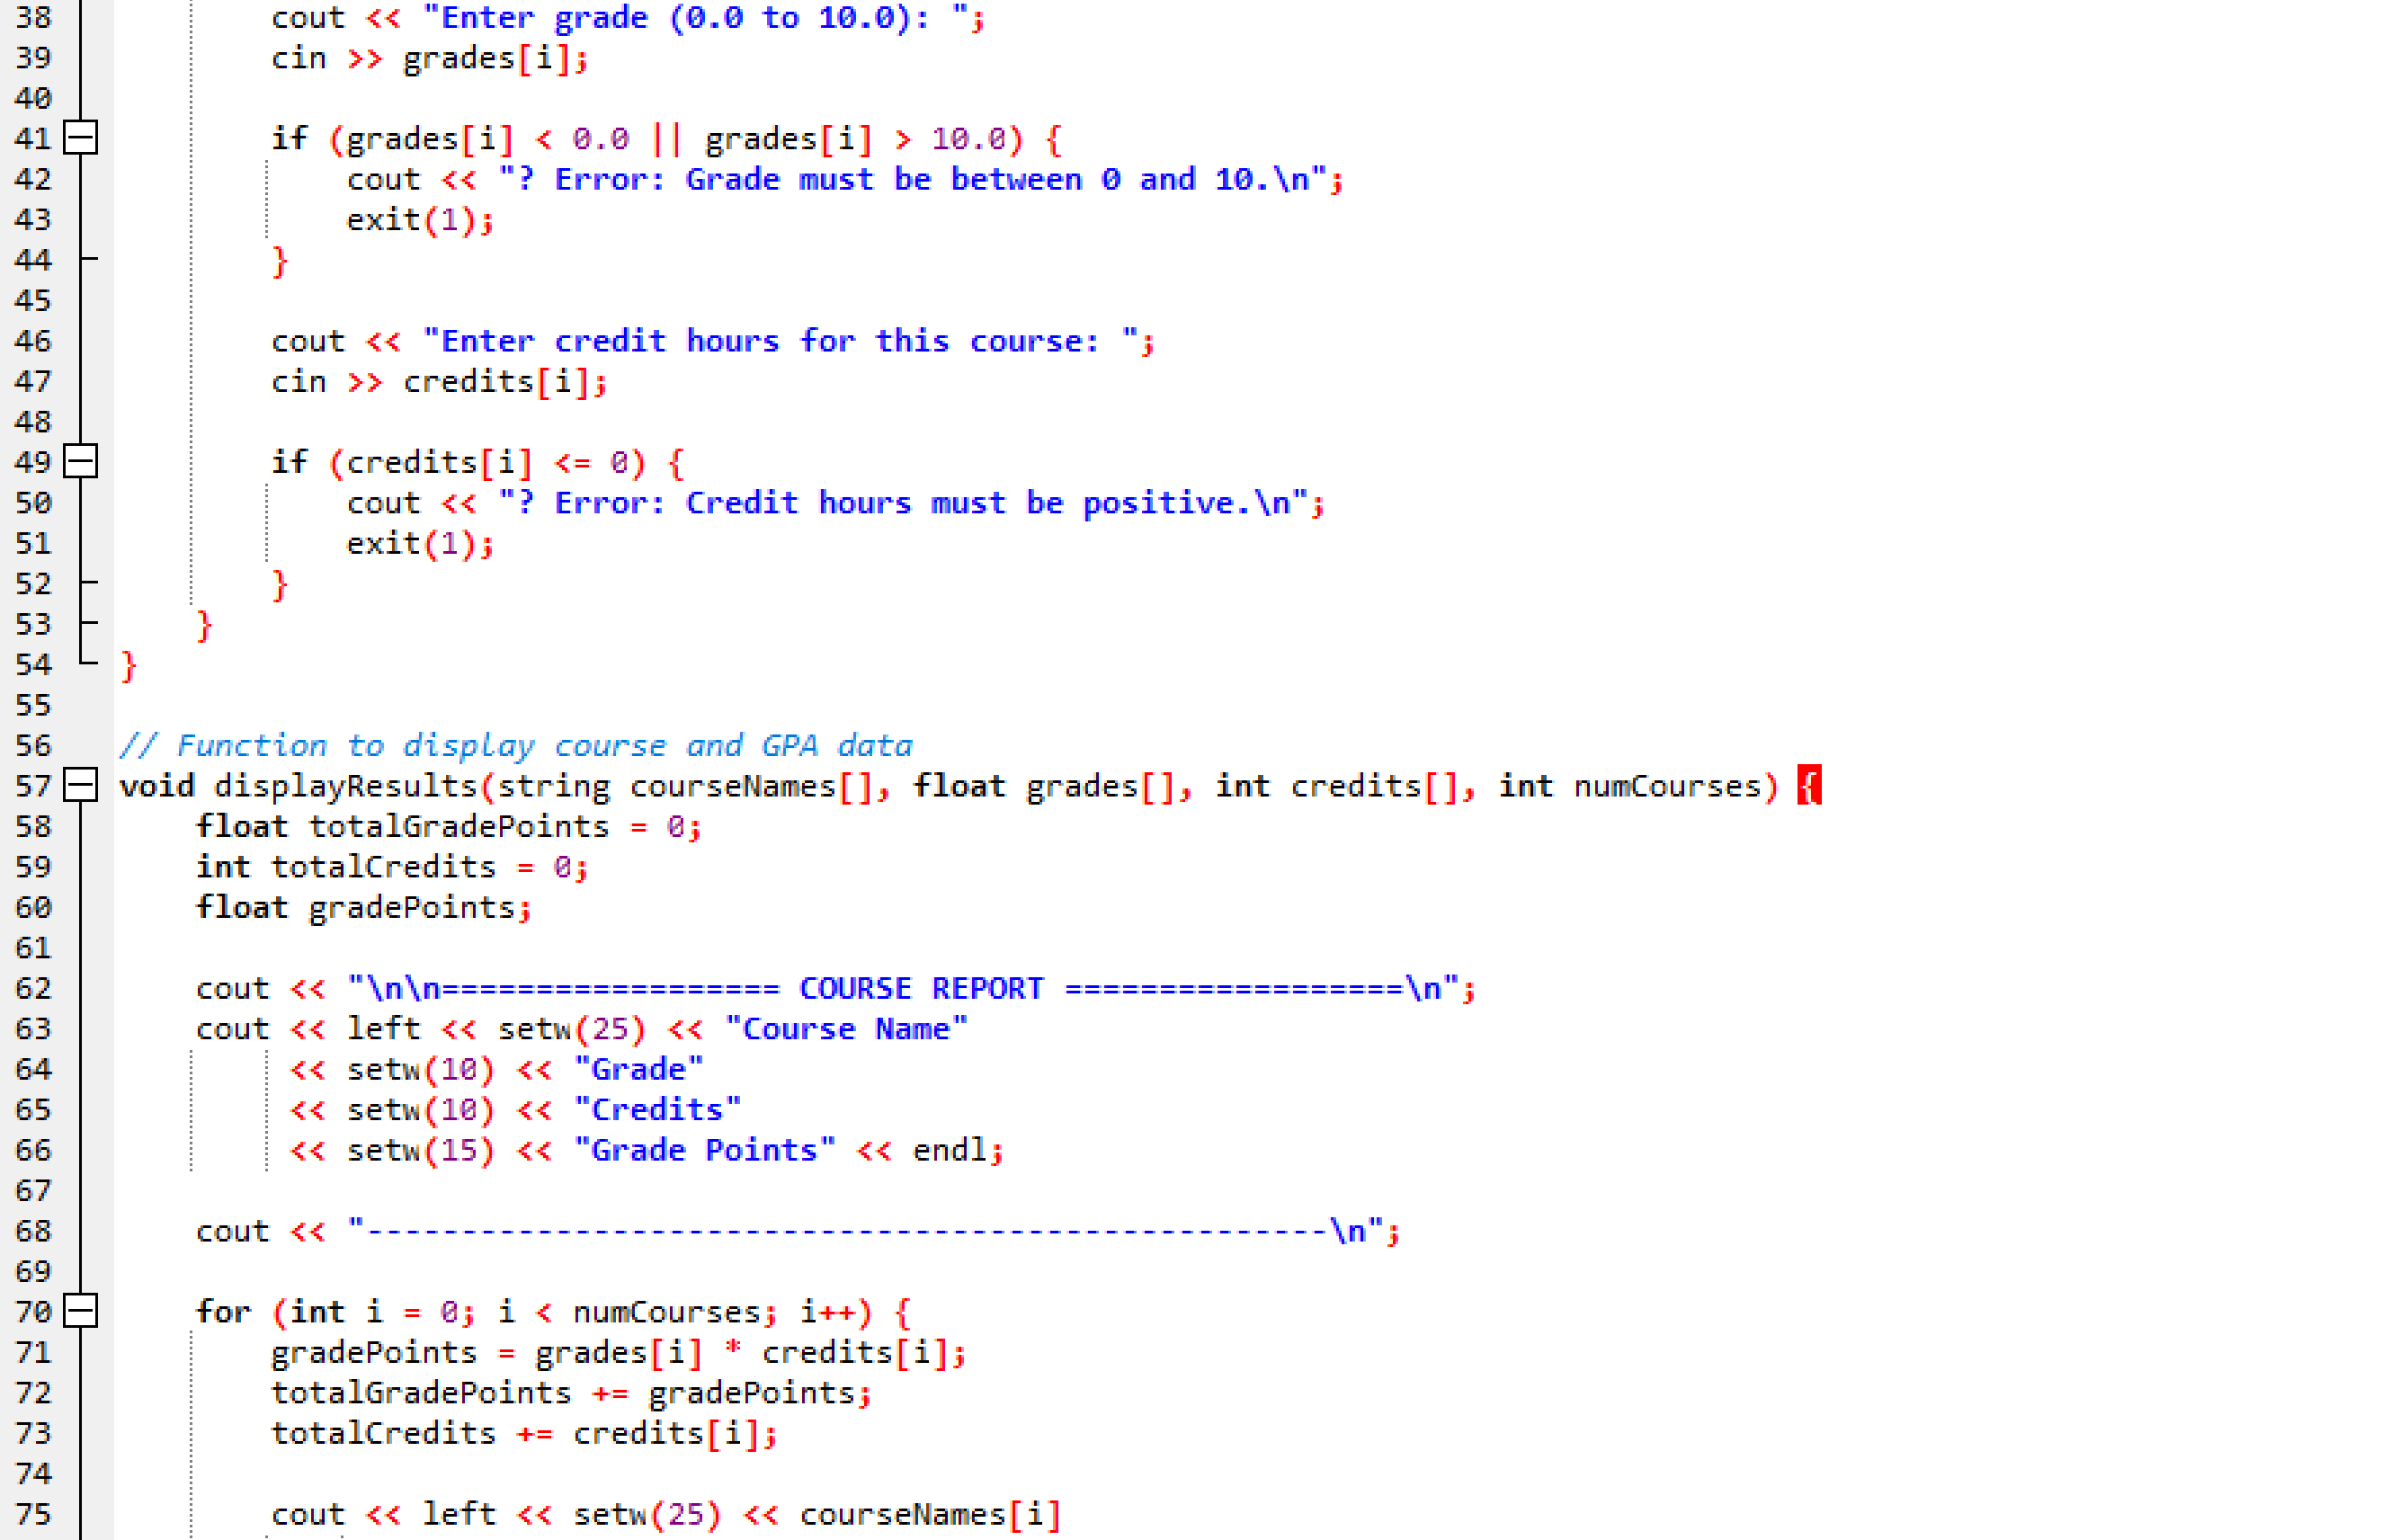 38 cout << "Enter grade (0.0 to 10.0): ";
39 cin >> grades[i];
40
41 if (grades[i] < 0.0 || grades[i] > 10.0) {
42 cout << "? Error: Grade must be between 0 and 10.\n";
43 exit(1);
44 }
45
46 cout << "Enter credit hours for this course: ";
47 cin >> credits[i];
48
49 if (credits[i] <= 0) {
50 cout << "? Error: Credit hours must be positive.\n";
51 exit(1);
52 }
53 }
54 }
55
56 // Function to display course and GPA data
57 void displayResults(string courseNames[], float grades[], int credits[], int numCourses) {
58 float totalGradePoints = 0;
59 int totalCredits = 0;
60 float gradePoints;
61
62 cout << "\n\n================== COURSE REPORT ==================\n";
63 cout << left << setw(25) << "Course Name"
64 << setw(10) << "Grade"
65 << setw(10) << "Credits"
66 << setw(15) << "Grade Points" << endl;
67
68 cout << "---------------------------------------------------\n";
69
70 for (int i = 0; i < numCourses; i++) {
71 gradePoints = grades[i] * credits[i];
72 totalGradePoints += gradePoints;
73 totalCredits += credits[i];
74
75 cout << left << setw(25) << courseNames[i]